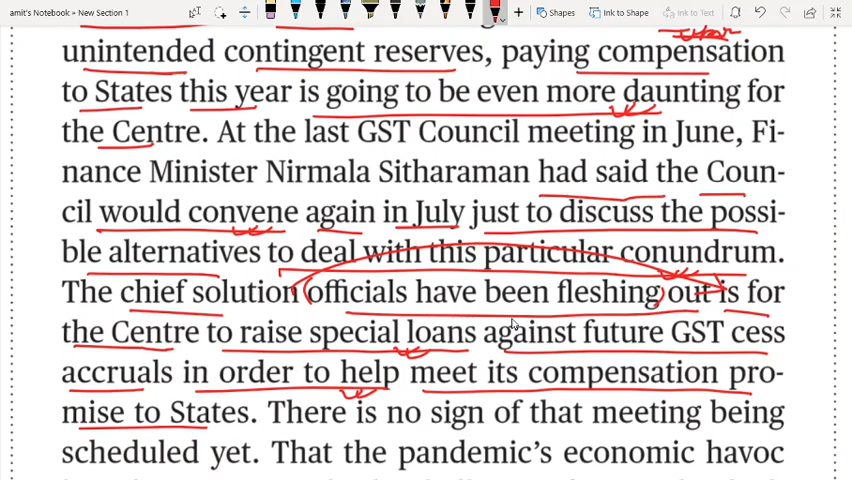 amit's Notebook » New Section 1
Shapes
Ink to Shape
Ink to Text
unintended contingent reserves, paying compensation
to States this year is going to be even more daunting for
the Centre. At the last GST Council meeting in June, Fi-
nance Minister Nirmala Sitharaman had said the Coun-
cil would convene again in July just to discuss the possi-
ble alternatives to deal with this particular conundrum.
The chief solution officials have been fleshing out is for
the Centre to raise special loans against future GST cess
accruals in order to help meet its compensation pro-
mise to States. There is no sign of that meeting being
scheduled yet. That the pandemic's economic havoc